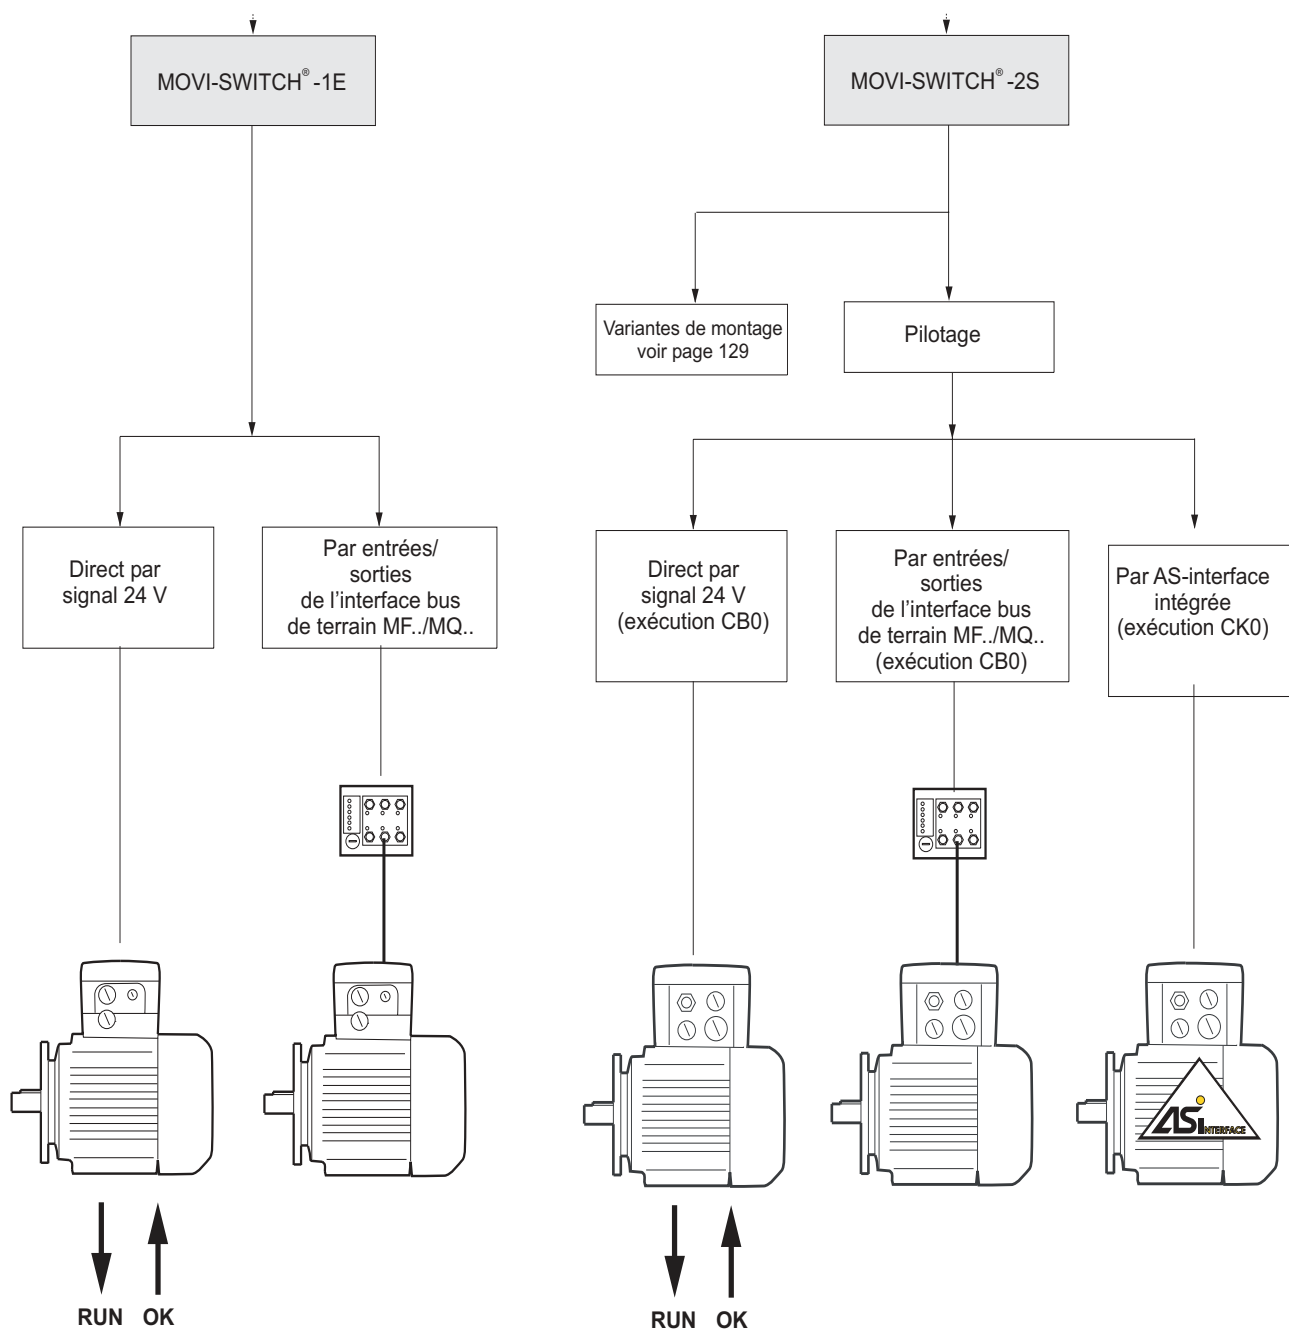 MOVI-SWITCH® -1E
MOVI-SWITCH® -2S
Variantes de montage
voir page 129
Pilotage
Direct par
signal 24 V
Par entrées/
sorties
de l'interface bus
de terrain MF../MQ..
Direct par
signal 24 V
(exécution CB0)
Par entrées/
sorties
de l'interface bus
de terrain MF../MQ..
(exécution CB0)
Par AS-interface
intégrée
(exécution CK0)
ASi INTERFACE
RUN OK
RUN OK